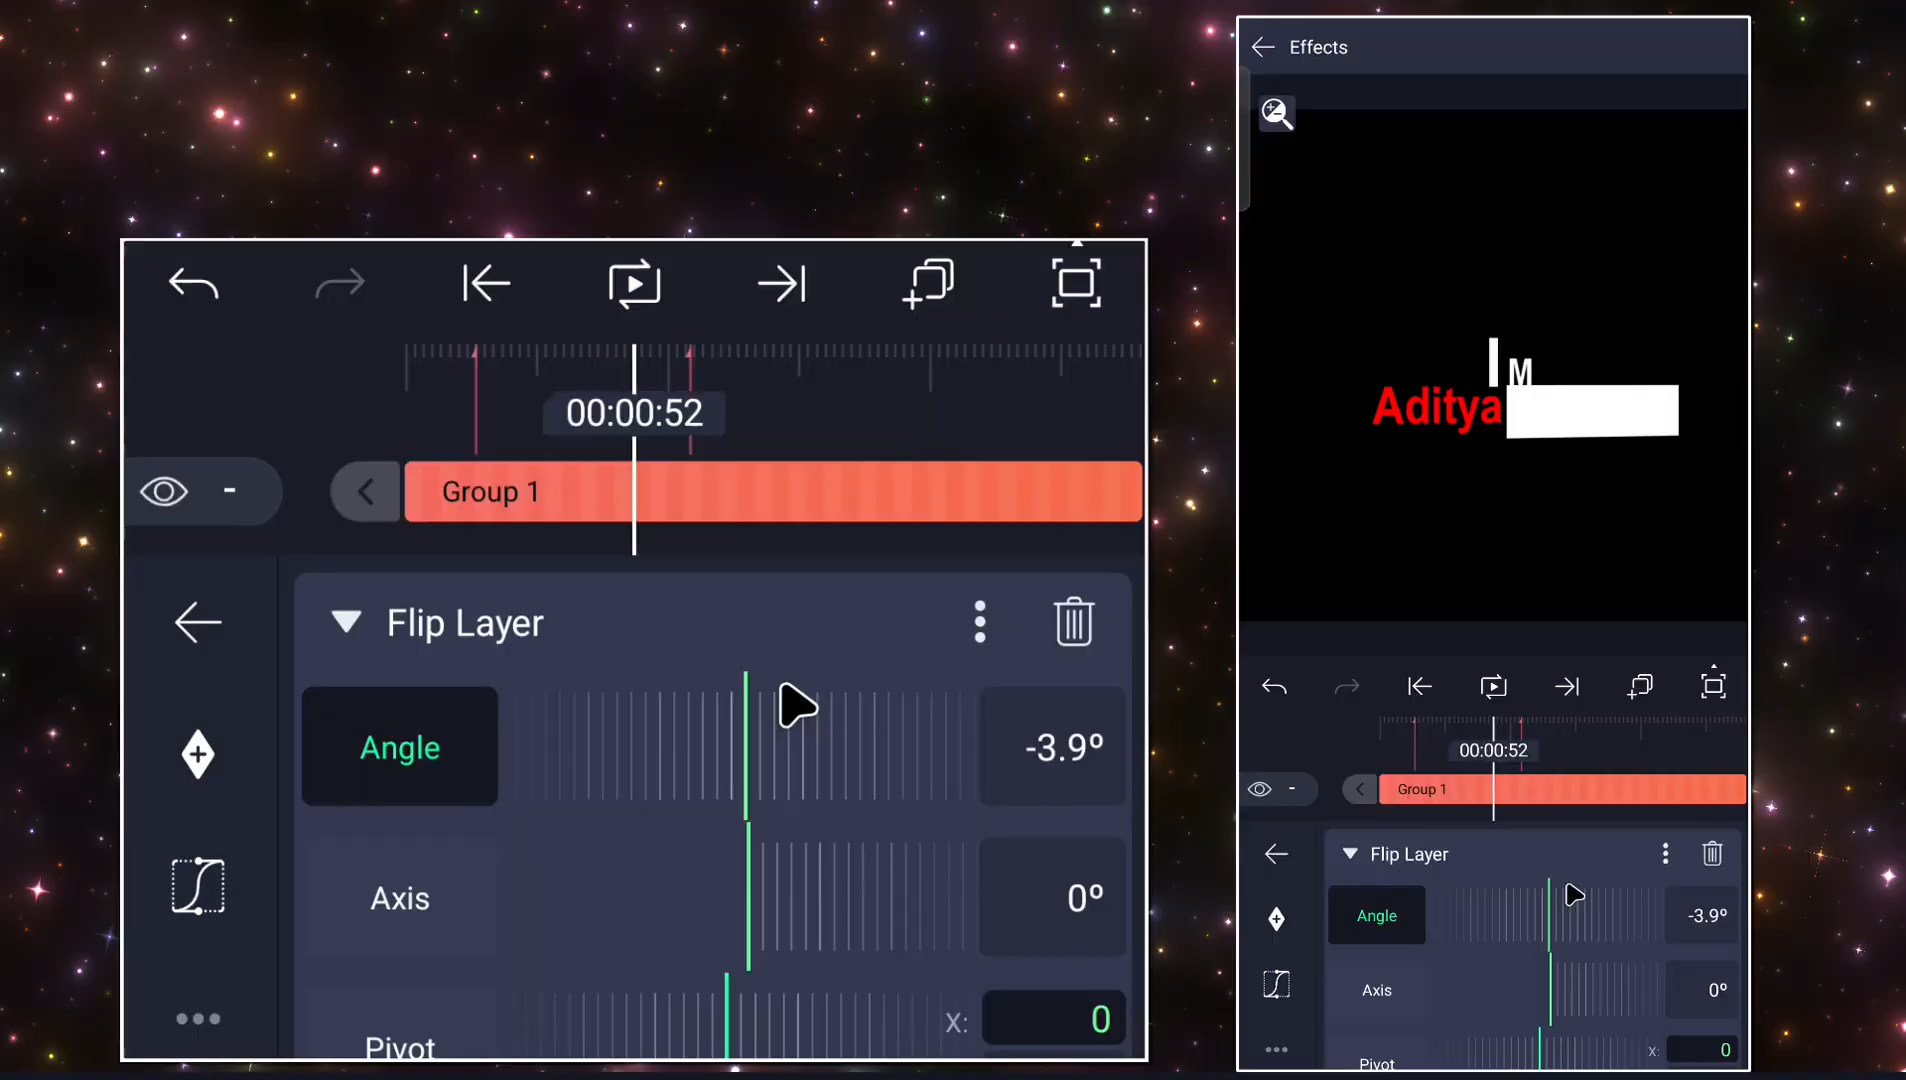 00:00:52
- Group 1
Flip Layer
Angle -3.9º
Axis 0º
Pivot X: 0
Effects
I M
Aditya
00:00:52
- Group 1
Flip Layer
Angle -3.9º
Axis 0º
Pivot X: 0